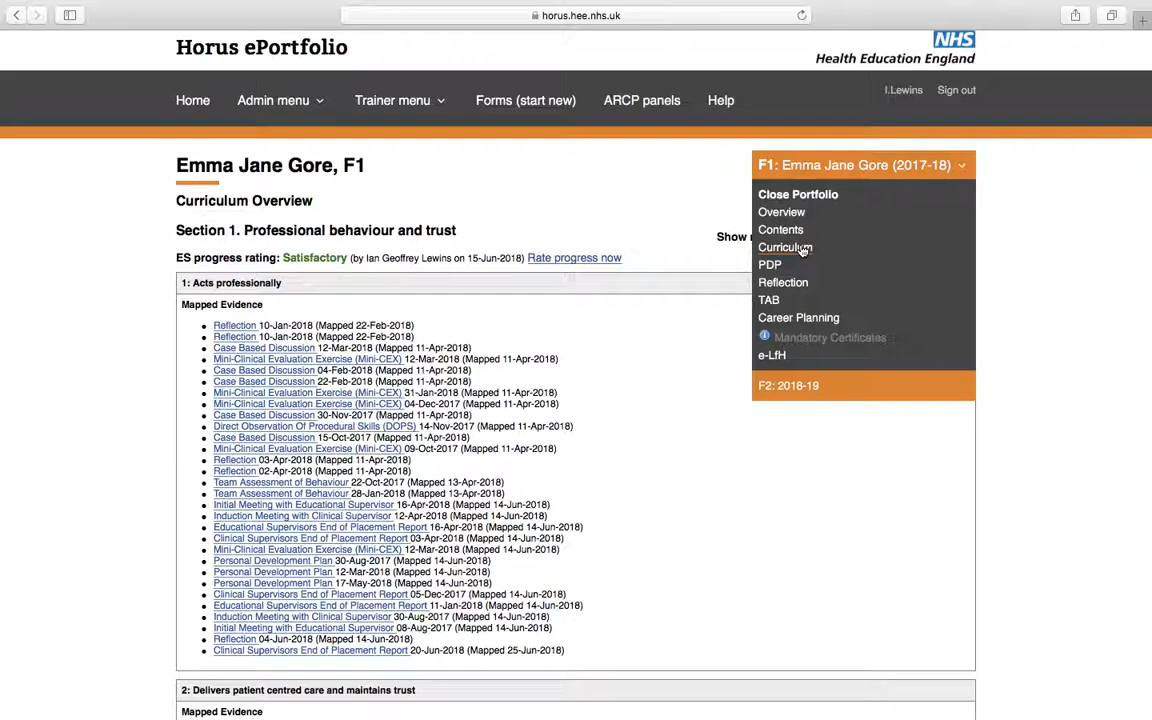 horus.hee.nhs.uk
Horus ePortfolio
NHS
Health Education England
Home Admin menu Trainer menu Forms (start new) ARCP panels Help I.Lewins Sign out
Emma Jane Gore, F1
Curriculum Overview
Section 1. Professional behaviour and trust
Show
ES progress rating: Satisfactory (by Ian Geoffrey Lewins on 15-Jun-2018) Rate progress now
F1: Emma Jane Gore (2017-18)
Close Portfolio
Overview
Contents
Curriculum
PDP
Reflection
TAB
Career Planning
Mandatory Certificates
e-LfH
F2: 2018-19
1: Acts professionally
Mapped Evidence
Reflection 10-Jan-2018 (Mapped 22-Feb-2018)
Reflection 10-Jan-2018 (Mapped 22-Feb-2018)
Case Based Discussion 12-Mar-2018 (Mapped 11-Apr-2018)
Mini-Clinical Evaluation Exercise (Mini-CEX) 12-Mar-2018 (Mapped 11-Apr-2018)
Case Based Discussion 04-Feb-2018 (Mapped 11-Apr-2018)
Case Based Discussion 22-Feb-2018 (Mapped 11-Apr-2018)
Mini-Clinical Evaluation Exercise (Mini-CEX) 31-Jan-2018 (Mapped 11-Apr-2018)
Mini-Clinical Evaluation Exercise (Mini-CEX) 04-Dec-2017 (Mapped 11-Apr-2018)
Case Based Discussion 30-Nov-2017 (Mapped 11-Apr-2018)
Direct Observation Of Procedural Skills (DOPS) 14-Nov-2017 (Mapped 11-Apr-2018)
Case Based Discussion 15-Oct-2017 (Mapped 11-Apr-2018)
Mini-Clinical Evaluation Exercise (Mini-CEX) 09-Oct-2017 (Mapped 11-Apr-2018)
Reflection 03-Apr-2018 (Mapped 11-Apr-2018)
Reflection 02-Apr-2018 (Mapped 11-Apr-2018)
Team Assessment of Behaviour 22-Oct-2017 (Mapped 13-Apr-2018)
Team Assessment of Behaviour 28-Jan-2018 (Mapped 13-Apr-2018)
Initial Meeting with Educational Supervisor 16-Apr-2018 (Mapped 14-Jun-2018)
Induction Meeting with Clinical Supervisor 12-Apr-2018 (Mapped 14-Jun-2018)
Educational Supervisors End of Placement Report 16-Apr-2018 (Mapped 14-Jun-2018)
Clinical Supervisors End of Placement Report 03-Apr-2018 (Mapped 14-Jun-2018)
Mini-Clinical Evaluation Exercise (Mini-CEX) 12-Mar-2018 (Mapped 14-Jun-2018)
Personal Development Plan 30-Aug-2017 (Mapped 14-Jun-2018)
Personal Development Plan 12-Mar-2018 (Mapped 14-Jun-2018)
Personal Development Plan 17-May-2018 (Mapped 14-Jun-2018)
Clinical Supervisors End of Placement Report 05-Dec-2017 (Mapped 14-Jun-2018)
Educational Supervisors End of Placement Report 11-Jan-2018 (Mapped 14-Jun-2018)
Induction Meeting with Clinical Supervisor 30-Aug-2017 (Mapped 14-Jun-2018)
Initial Meeting with Educational Supervisor 08-Aug-2017 (Mapped 14-Jun-2018)
Reflection 04-Jun-2018 (Mapped 14-Jun-2018)
Clinical Supervisors End of Placement Report 20-Jun-2018 (Mapped 25-Jun-2018)
2: Delivers patient centred care and maintains trust
Mapped Evidence